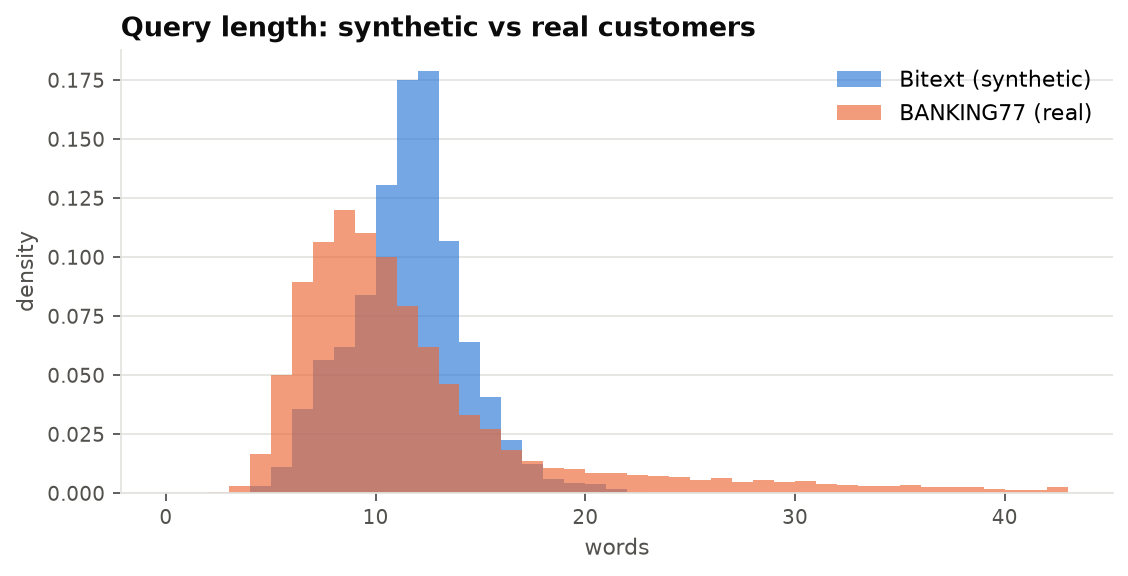 Query length: synthetic vs real customers
Bitext (synthetic)
BANKING77 (real)
density
0.175
0.150
0.125
0.100
0.075
0.050
0.025
0.000
0 10 20 30 40
words